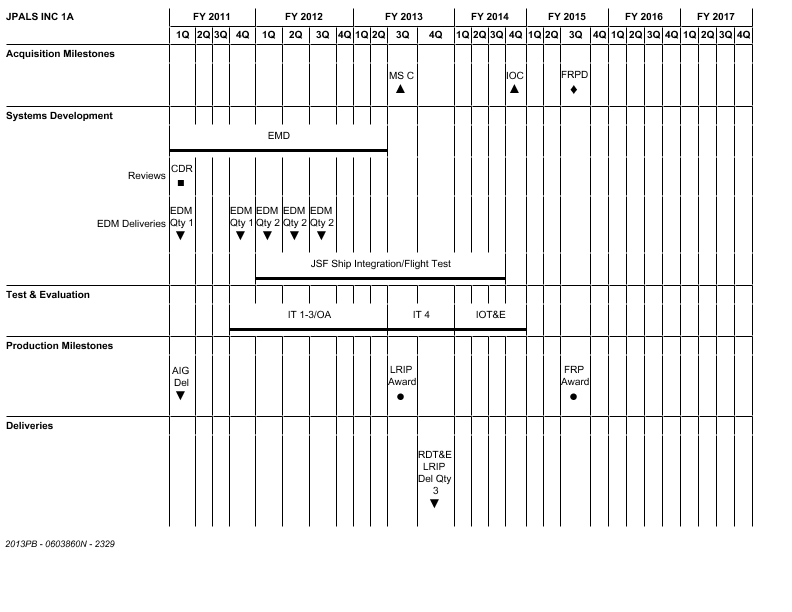 JPALS INC 1A FY 2011 FY 2012 FY 2013 FY 2014 FY 2015 FY 2016 FY 2017
1Q 2Q 3Q 4Q 1Q 2Q 3Q 4Q 1Q 2Q 3Q 4Q 1Q 2Q 3Q 4Q 1Q 2Q 3Q 4Q 1Q 2Q 3Q 4Q 1Q 2Q 3Q 4Q
Acquisition Milestones
MS C IOC FRPD
Systems Development
EMD
Reviews CDR
EDM Deliveries
EDM EDM EDM EDM EDM
Qty 1 Qty 1 Qty 2 Qty 2 Qty 2
JSF Ship Integration/Flight Test
Test & Evaluation
IT 1-3/OA IT 4 IOT&E
Production Milestones
AIG LRIP FRP
Del Award Award
Deliveries
RDT&E
LRIP
Del Qty
3
2013PB - 0603860N - 2329